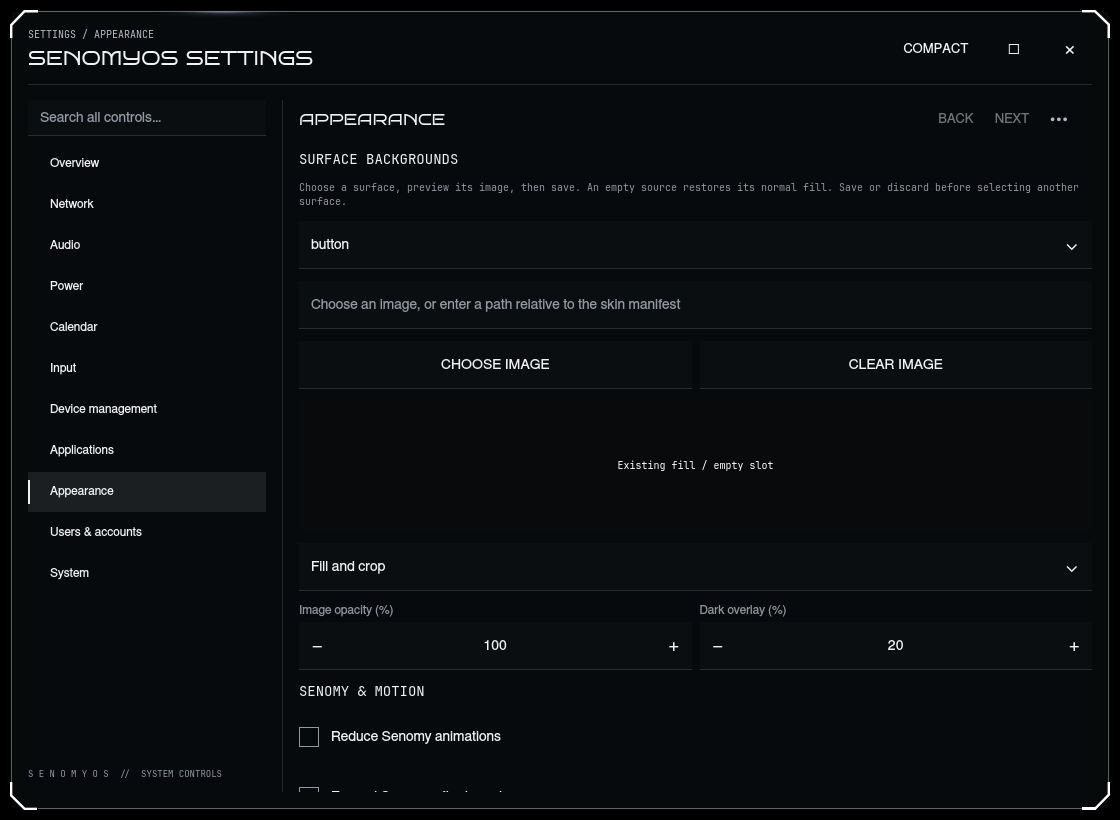 SETTINGS / APPEARANCE
SENOMYOS SETTINGS
COMPACT
Search all controls...
Overview
Network
Audio
Power
Calendar
Input
Device management
Applications
Appearance
Users & accounts
System
SENOMYOS // SYSTEM CONTROLS
APPEARANCE
BACK NEXT
SURFACE BACKGROUNDS
Choose a surface, preview its image, then save. An empty source restores its normal fill. Save or discard before selecting another
surface.
button
Choose an image, or enter a path relative to the skin manifest
CHOOSE IMAGE CLEAR IMAGE
Existing fill / empty slot
Fill and crop
Image opacity (%) Dark overlay (%)
− 100 + − 20 +
SENOMY & MOTION
Reduce Senomy animations